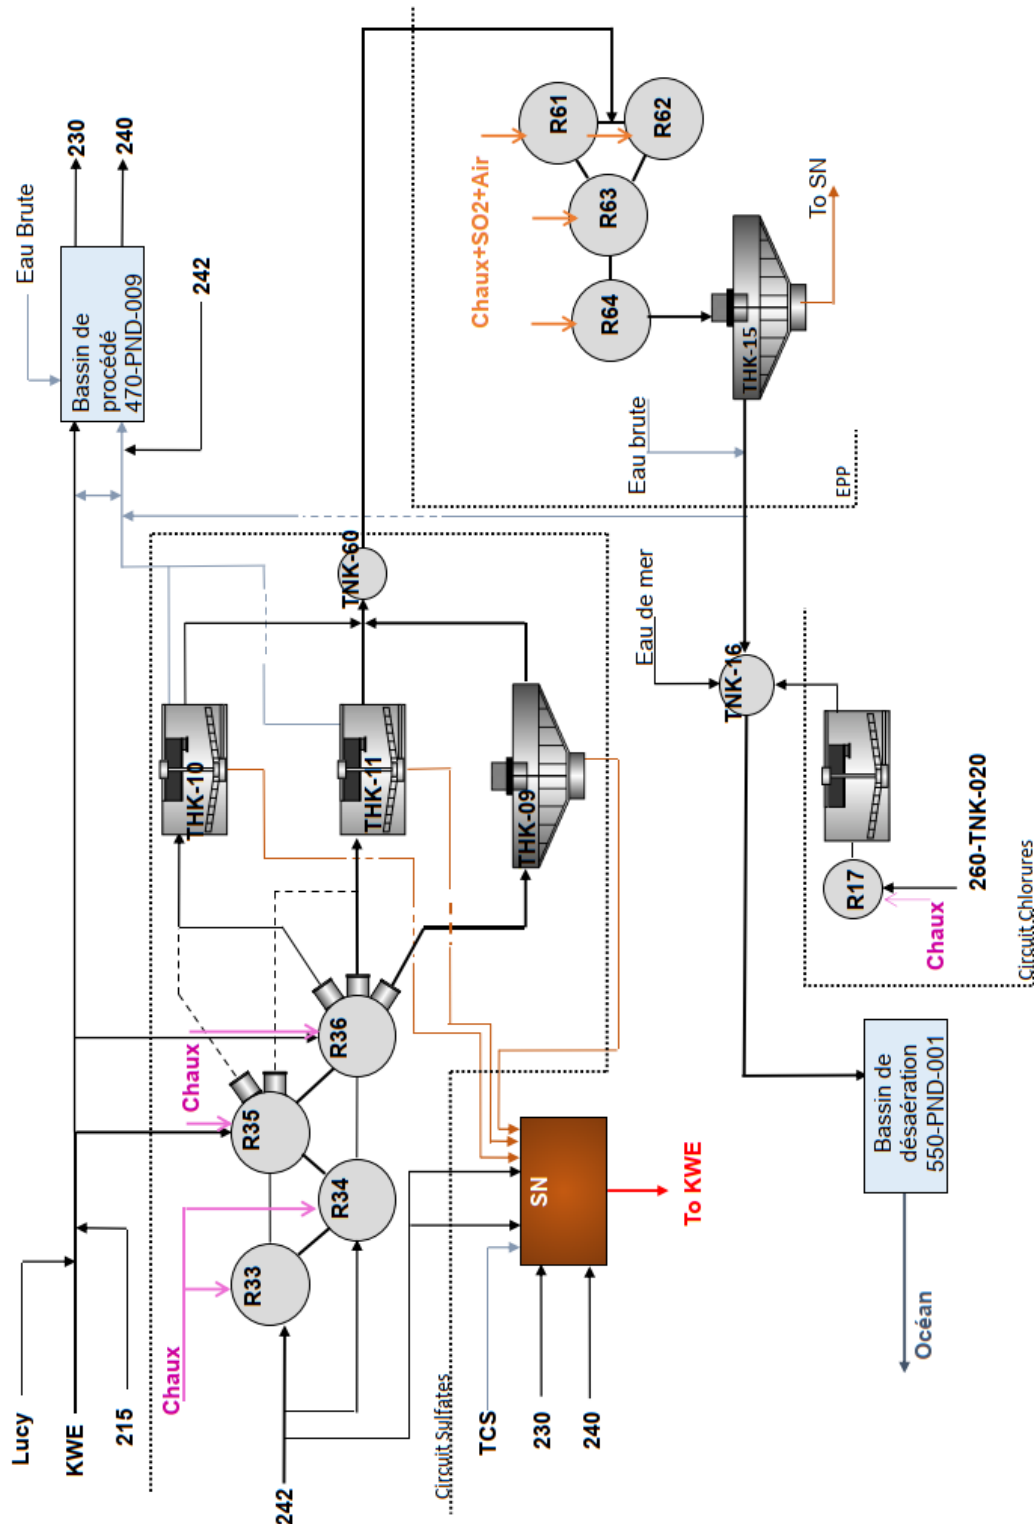 230
240
Eau Brute
242
Bassin de
procédé
470-PND-009
Lucy
KWE
215
242
Chaux
Chaux
R33
R34
R35
R36
THK-10
THK-11
THK-09
TNK-60
Circuit Sulfates
TCS
230
240
SN
To KWE
R61
R62
R63
R64
Chaux+SO2+Air
THK-15
To SN
Eau brute
EPP
Eau de mer
TNK-16
R17
Chaux
260-TNK-020
Circuit Chlorures
Bassin de
désaération
550-PND-001
Océan